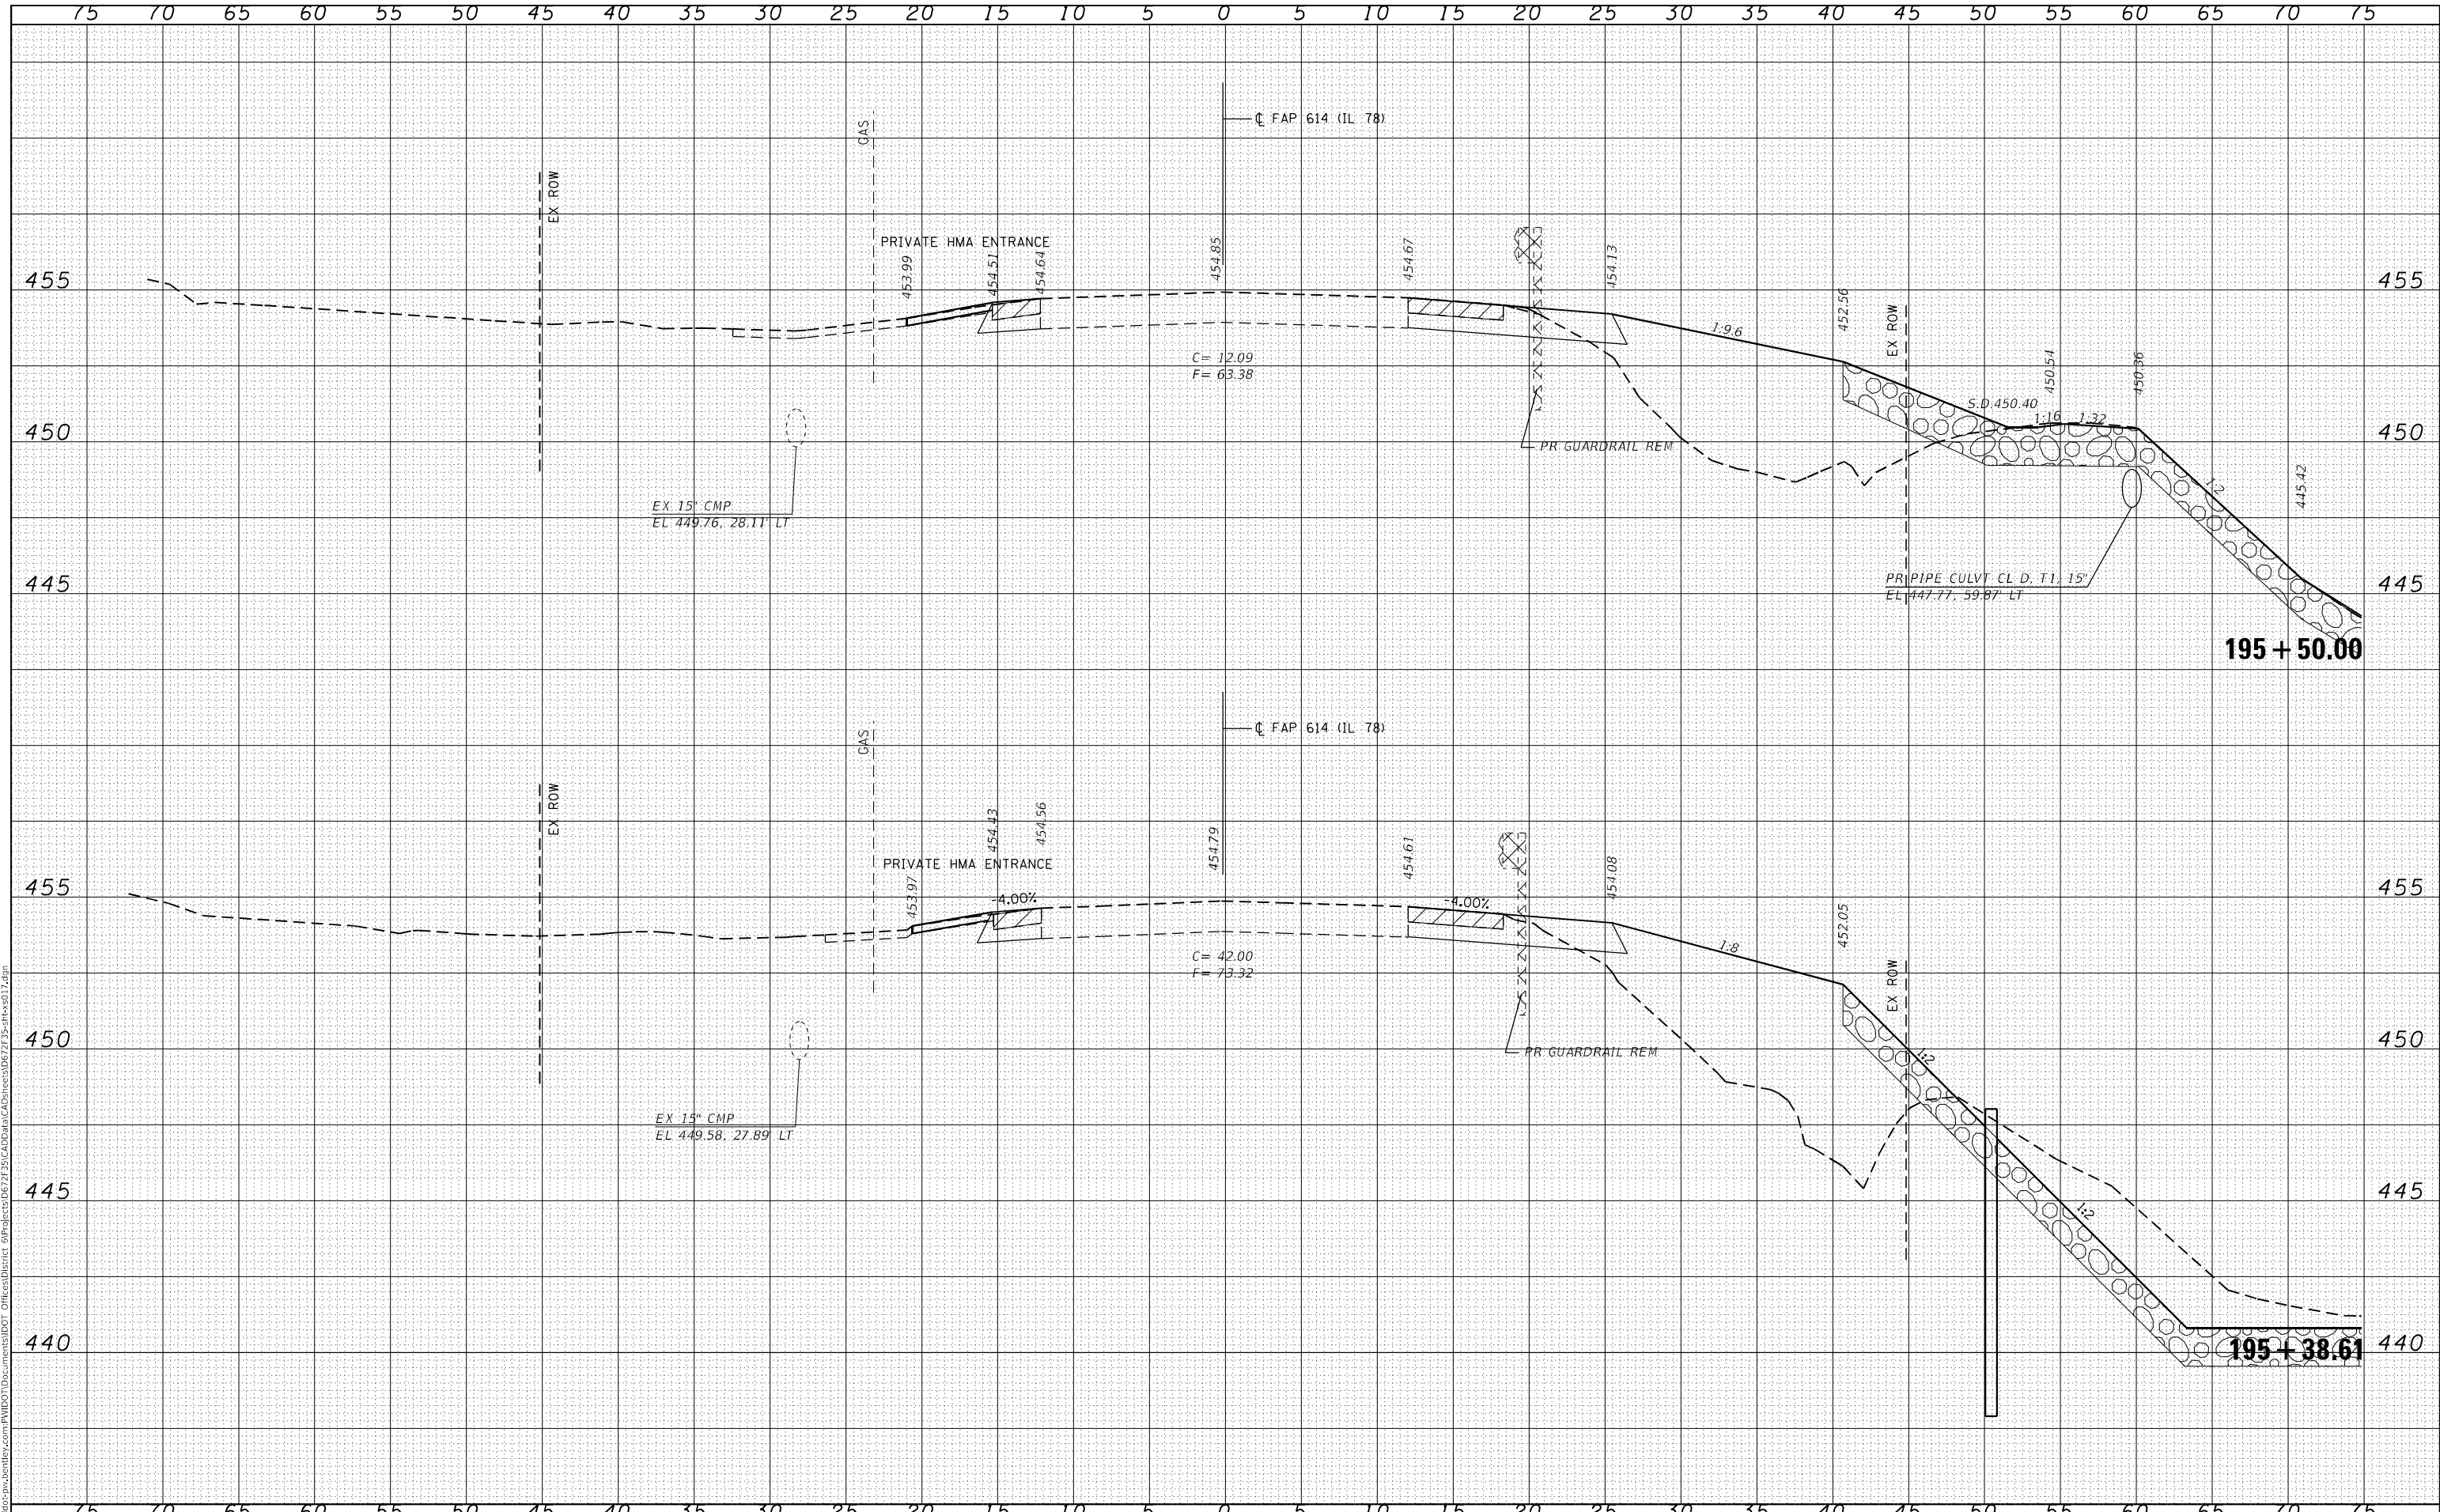 75 70 65 60 55 50 45 40 35 30 25 20 15 10 5 0 5 10 15 20 25 30 35 40 45 50 55 60 65 70 75
℄ FAP 614 (IL 78)
GAS
EX ROW
PRIVATE HMA ENTRANCE
453.99
454.51
454.64
454.85
454.67
454.13
452.56
EX ROW
450.54
450.36
445.42
455
455
1:9.6
C= 12.09
F= 63.38
S.D.450.40
1:16
1:32
450
450
PR GUARDRAIL REM
1:2
EX 15" CMP
EL 449.76, 28.11' LT
PR PIPE CULVT CL D, T1, 15"
EL 447.77, 59.87' LT
445
445
195+50.00
℄ FAP 614 (IL 78)
GAS
EX ROW
PRIVATE HMA ENTRANCE
453.97
454.43
454.56
454.79
454.61
454.08
452.05
EX ROW
455
455
-4.00%
-4.00%
1:8
C= 42.00
F= 73.32
450
450
PR GUARDRAIL REM
1:2
EX 15" CMP
EL 449.58, 27.89' LT
445
445
1:2
440
440
195+38.61
75 70 65 60 55 50 45 40 35 30 25 20 15 10 5 0 5 10 15 20 25 30 35 40 45 50 55 60 65 70 75